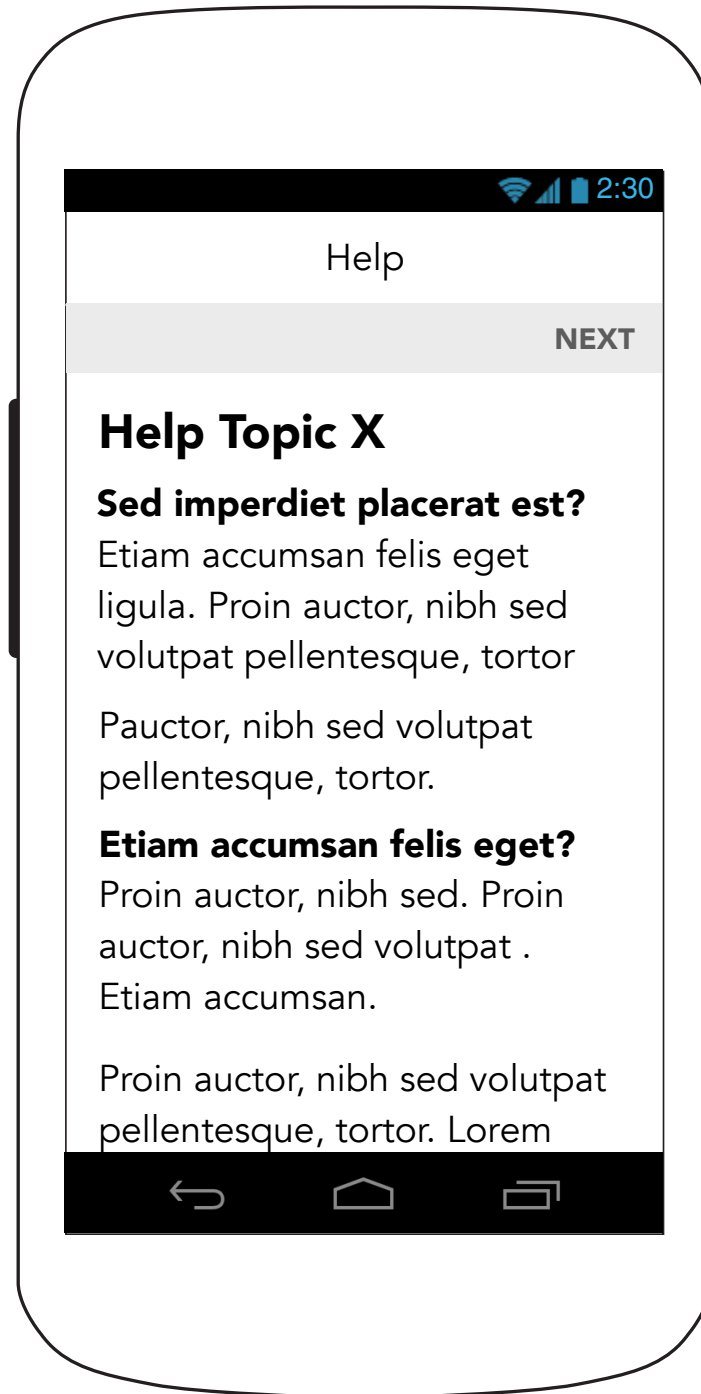 2:30
Help
NEXT
Help Topic X
Sed imperdiet placerat est?
Etiam accumsan felis eget
ligula. Proin auctor, nibh sed
volutpat pellentesque, tortor
Pauctor, nibh sed volutpat
pellentesque, tortor.
Etiam accumsan felis eget?
Proin auctor, nibh sed. Proin
auctor, nibh sed volutpat .
Etiam accumsan.
Proin auctor, nibh sed volutpat
pellentesque, tortor. Lorem